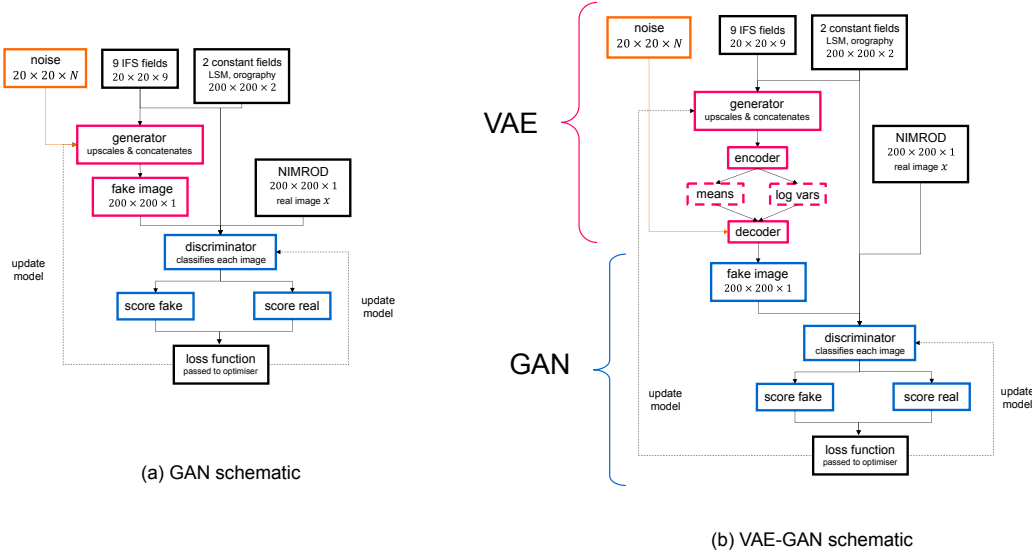 noise
20 × 20 × N
9 IFS fields
20 × 20 × 9
2 constant fields
LSM, orography
200 × 200 × 2
generator
upscales & concatenates
fake image
200 × 200 × 1
NIMROD
200 × 200 × 1
real image x
discriminator
classifies each image
update
model
update
model
score fake
score real
loss function
passed to optimiser
(a) GAN schematic
VAE
GAN
noise
20 × 20 × N
9 IFS fields
20 × 20 × 9
2 constant fields
LSM, orography
200 × 200 × 2
generator
upscales & concatenates
encoder
means
log vars
decoder
NIMROD
200 × 200 × 1
real image x
fake image
200 × 200 × 1
discriminator
classifies each image
update
model
update
model
score fake
score real
loss function
passed to optimiser
(b) VAE-GAN schematic